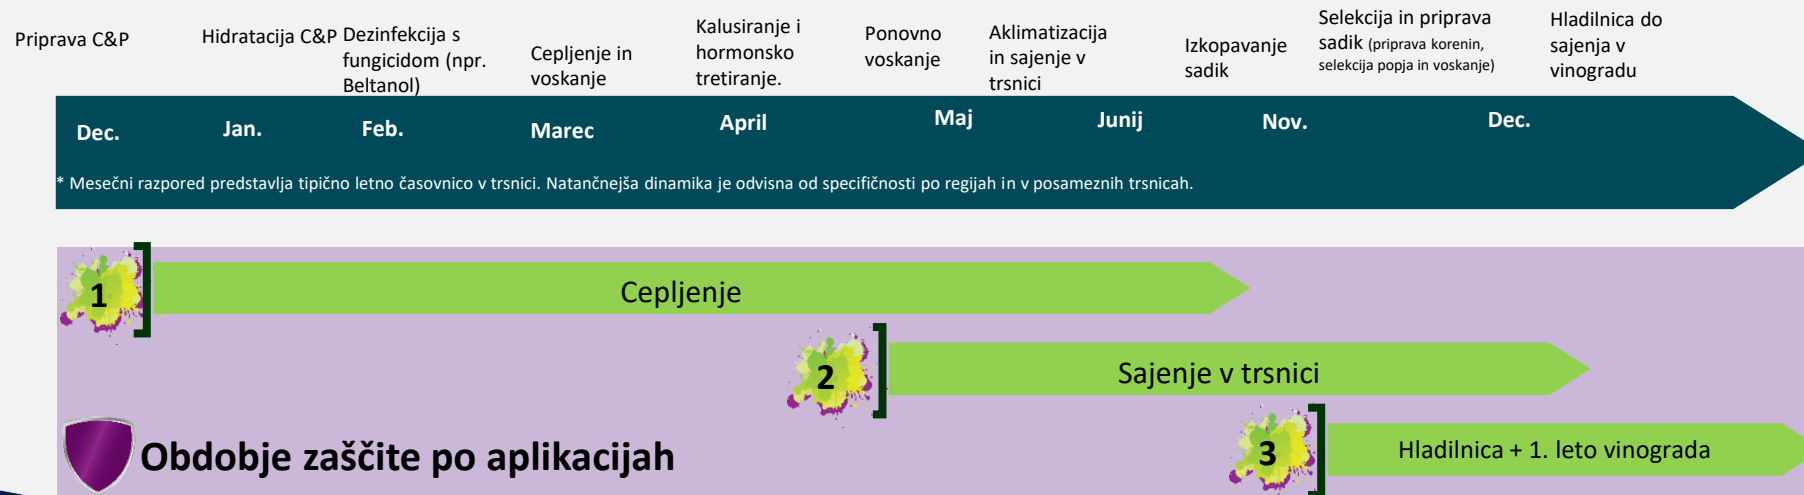 Priprava C&P
Hidratacija C&P
Dezinfekcija s
fungicidom (npr.
Beltanol)
Cepljenje in
voskanje
Kalusiranje i
hormonsko
tretiranje.
Ponovno
voskanje
Aklimatizacija
in sajenje v
trsnici
Izkopavanje
sadik
Selekcija in priprava
sadik (priprava korenin,
selekcija popja in voskanje)
Hladilnica do
sajenja v
vinogradu
Dec.
Jan.
Feb.
Marec
April
Maj
Junij
Nov.
Dec.
* Mesečni razpored predstavlja tipično letno časovnico v trsnici. Natančnejša dinamika je odvisna od specifičnosti po regijah in v posameznih trsnicah.
1
Cepljenje
2
Sajenje v trsnici
3
Hladilnica + 1. leto vinograda
Obdobje zaščite po aplikacijah